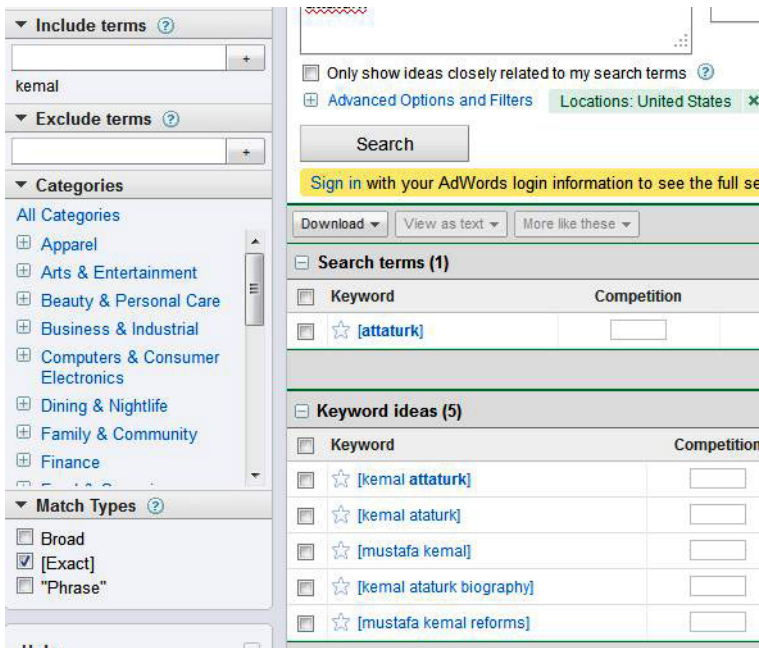 Include terms ?
+
kemal
Exclude terms ?
+
Categories
All Categories
Apparel
Arts & Entertainment
Beauty & Personal Care
Business & Industrial
Computers & Consumer
Electronics
Dining & Nightlife
Family & Community
Finance
Match Types ?
Broad
[Exact]
"Phrase"
Only show ideas closely related to my search terms ?
Advanced Options and Filters Locations: United States ×
Search
Sign in with your AdWords login information to see the full se
Download View as text More like these
Search terms (1)
Keyword Competition
[attaturk]
Keyword ideas (5)
Keyword Competition
[kemal attaturk]
[kemal ataturk]
[mustafa kemal]
[kemal ataturk biography]
[mustafa kemal reforms]